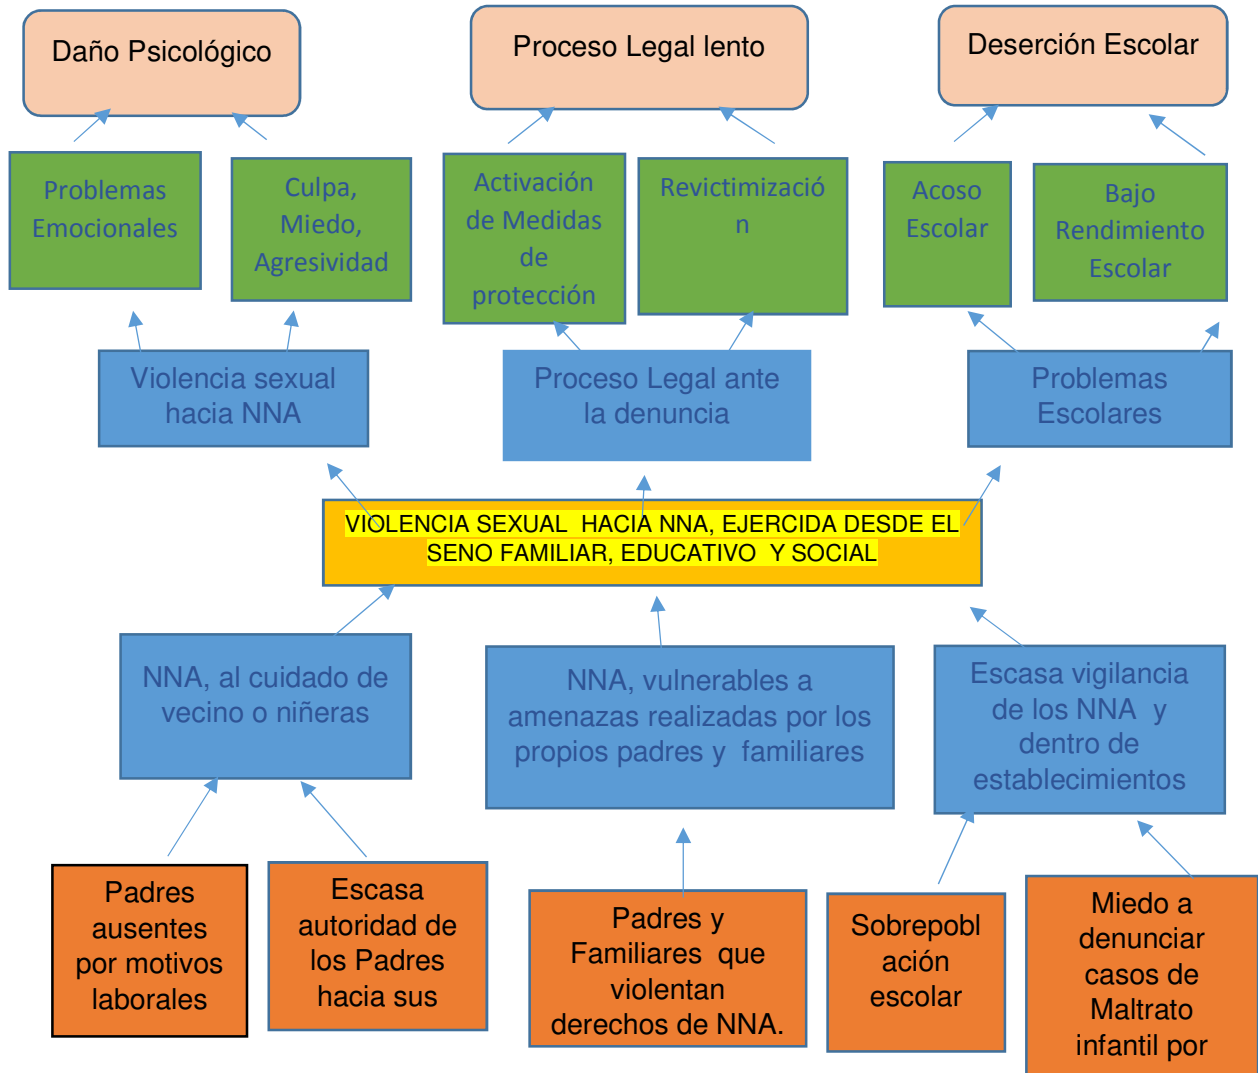 Daño Psicológico
Proceso Legal lento
Deserción Escolar
Problemas
Emocionales
Culpa,
Miedo,
Agresividad
Activación
de Medidas
de
protección
Revictimizació
n
Acoso
Escolar
Bajo
Rendimiento
Escolar
Violencia sexual
hacia NNA
Proceso Legal ante
la denuncia
Problemas
Escolares
VIOLENCIA SEXUAL HACIA NNA, EJERCIDA DESDE EL
SENO FAMILIAR, EDUCATIVO Y SOCIAL
NNA, al cuidado de
vecino o niñeras
NNA, vulnerables a
amenazas realizadas por los
propios padres y familiares
Escasa vigilancia
de los NNA y
dentro de
establecimientos
Padres
ausentes
por motivos
laborales
Escasa
autoridad de
los Padres
hacia sus
Padres y
Familiares que
violentan
derechos de NNA.
Sobrepobl
ación
escolar
Miedo a
denunciar
casos de
Maltrato
infantil por